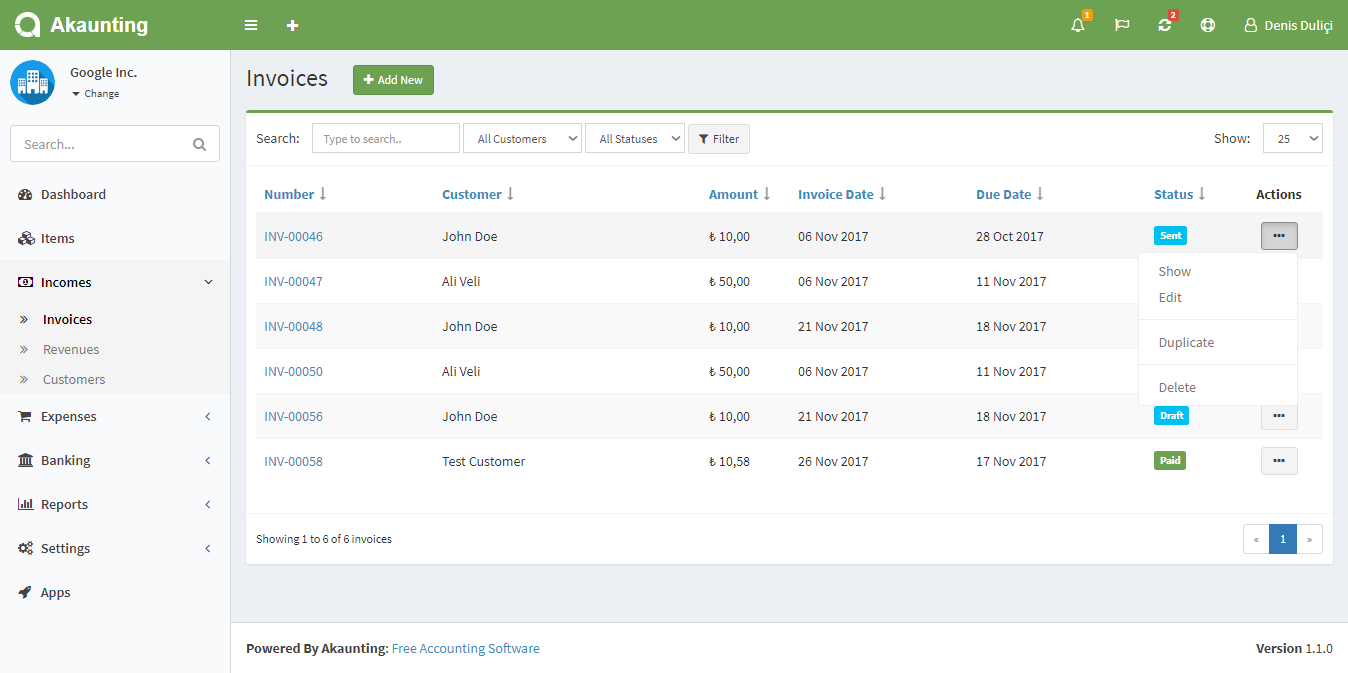 Akaunting
1
2
Denis Duliçi
Google Inc.
Change
Search...
Dashboard
Items
Incomes
Invoices
Revenues
Customers
Expenses
Banking
Reports
Settings
Apps
Invoices
Add New
Search: Type to search.. All Customers All Statuses Filter Show: 25
Number Customer Amount Invoice Date Due Date Status Actions
INV-00046 John Doe ₺ 10,00 06 Nov 2017 28 Oct 2017 Sent
INV-00047 Ali Veli ₺ 50,00 06 Nov 2017 11 Nov 2017
INV-00048 John Doe ₺ 10,00 21 Nov 2017 18 Nov 2017
INV-00050 Ali Veli ₺ 50,00 06 Nov 2017 11 Nov 2017
INV-00056 John Doe ₺ 10,00 21 Nov 2017 18 Nov 2017 Draft
INV-00058 Test Customer ₺ 10,58 26 Nov 2017 17 Nov 2017 Paid
Show
Edit
Duplicate
Delete
Showing 1 to 6 of 6 invoices
« 1 »
Powered By Akaunting: Free Accounting Software
Version 1.1.0